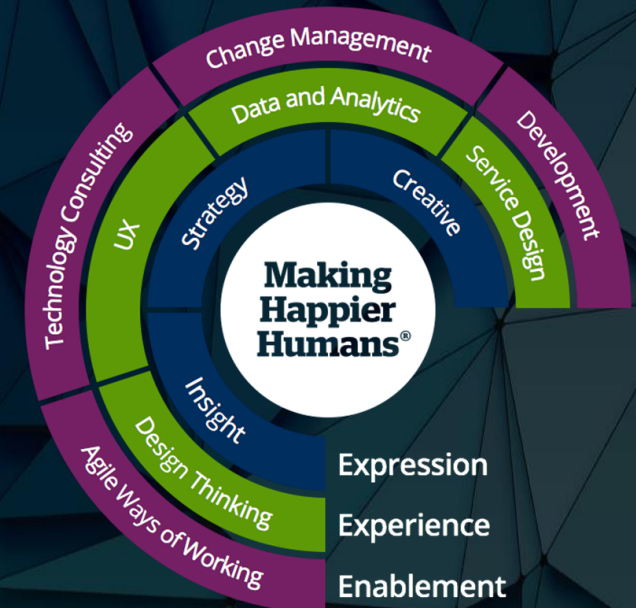 Change Management
Technology Consulting
Development
Agile Ways of Working
Data and Analytics
UX
Service Design
Design Thinking
Strategy
Creative
Insight
Making
Happier
Humans®
Expression
Experience
Enablement